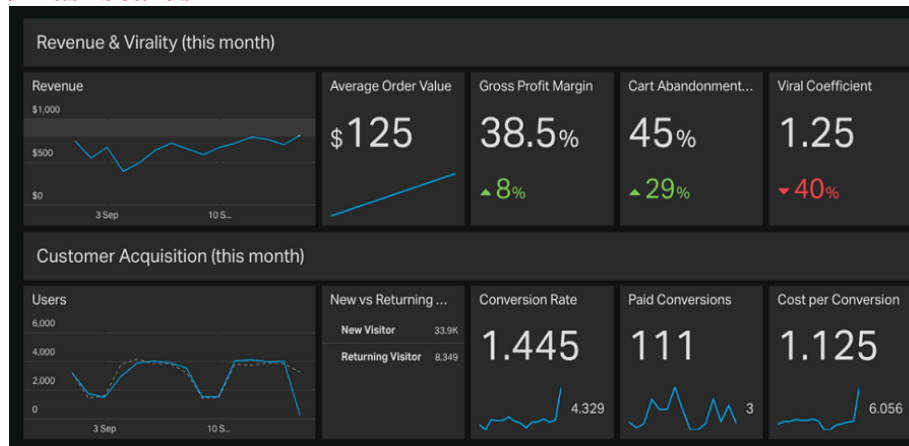 Revenue & Virality (this month)
Revenue
$1,000
$500
$0
3 Sep
10 S...
Average Order Value
$125
Gross Profit Margin
38.5%
8%
Cart Abandonment...
45%
29%
Viral Coefficient
1.25
40%
Customer Acquisition (this month)
Users
6,000
4,000
2,000
0
3 Sep
10 S...
New vs Returning ...
New Visitor 33.9K
Returning Visitor 8,349
Conversion Rate
1.445
4.329
Paid Conversions
111
3
Cost per Conversion
1.125
6.056